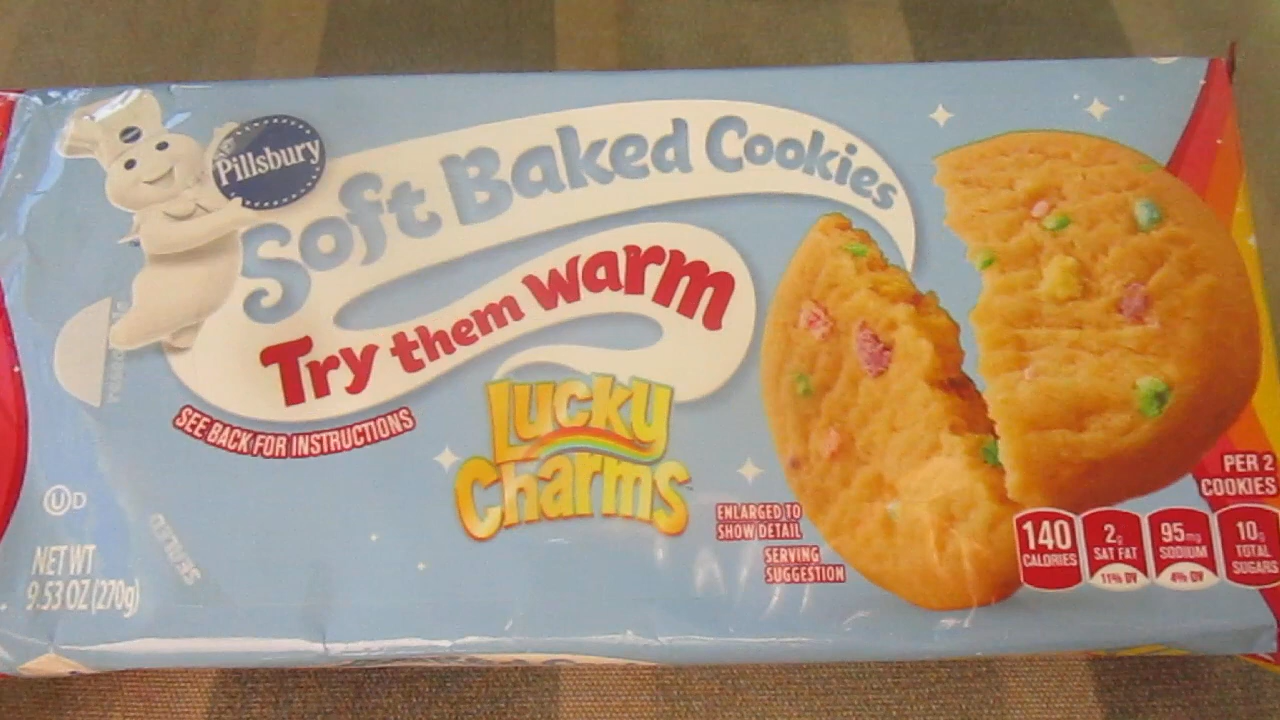 Pillsbury
Soft Baked Cookies
Try them warm
SEE BACK FOR INSTRUCTIONS
Lucky
Charms
ENLARGED TO
SHOW DETAIL
SERVING
SUGGESTION
UD
NET WT
9.53 OZ (270g)
PER 2
COOKIES
140
CALORIES
2g
SAT FAT
11% DV
95mg
SODIUM
4% DV
10g
TOTAL
SUGARS